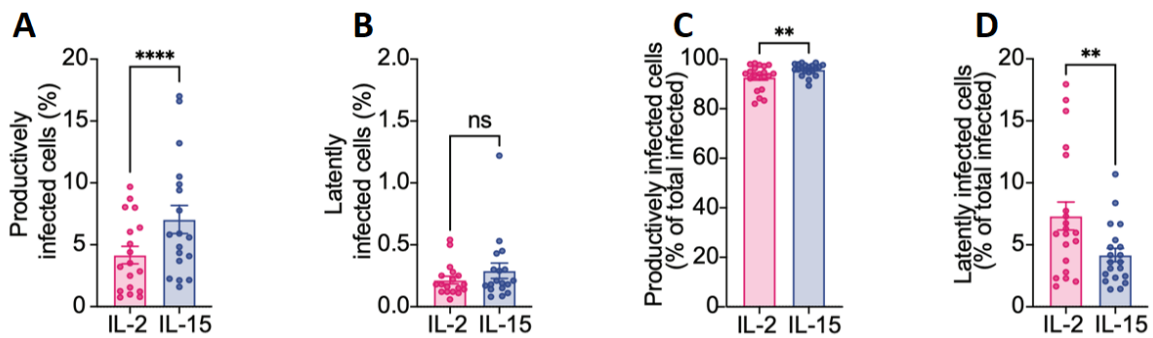 A
Productively
infected cells (%)
20
15
10
5
0
****
IL-2 IL-15
B
Latently
infected cells (%)
2.0
1.5
1.0
0.5
0.0
ns
IL-2 IL-15
C
Productively infected cells
(% of total infected)
100
80
60
40
20
0
**
IL-2 IL-15
D
Latently infected cells
(% of total infected)
20
15
10
5
0
**
IL-2 IL-15